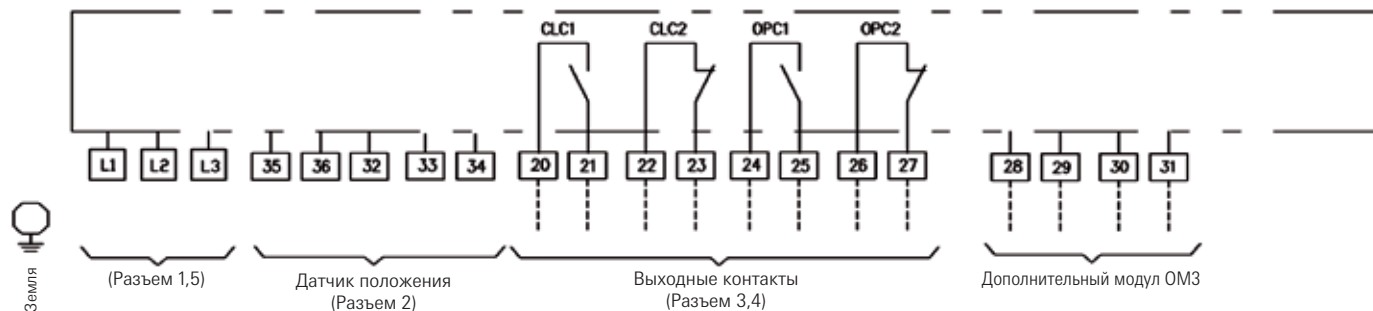 CLC1 CLC2 OPC1 OPC2
L1 L2 L3 35 36 32 33 34 20 21 22 23 24 25 26 27 28 29 30 31
Земля
(Разъем 1,5)
Датчик положения
(Разъем 2)
Выходные контакты
(Разъем 3,4)
Дополнительный модул ОМ3